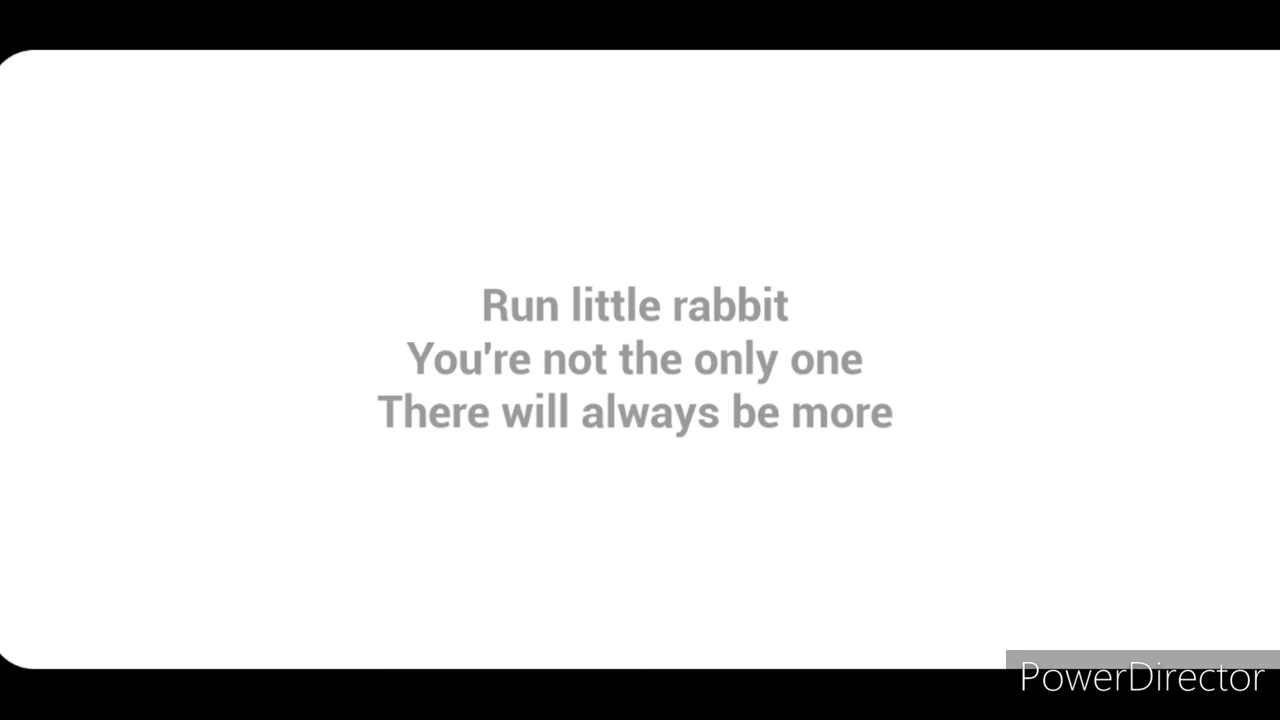 Run little rabbit
You're not the only one
There will always be more
PowerDirector